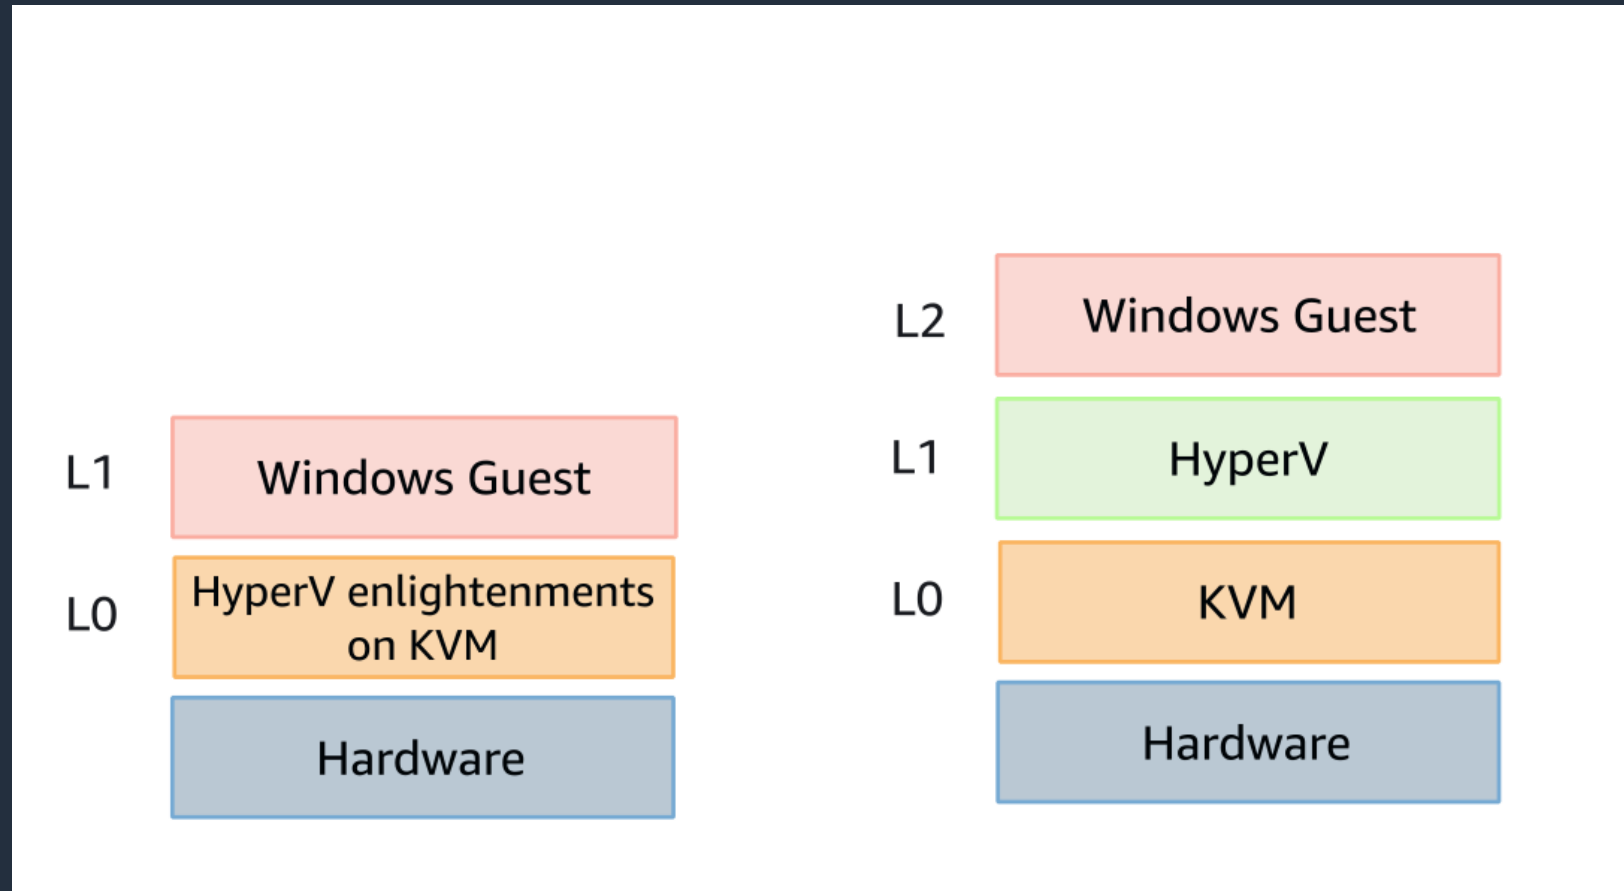 L1
Windows Guest
L0
HyperV enlightenments
on KVM
Hardware
L2
Windows Guest
L1
HyperV
L0
KVM
Hardware